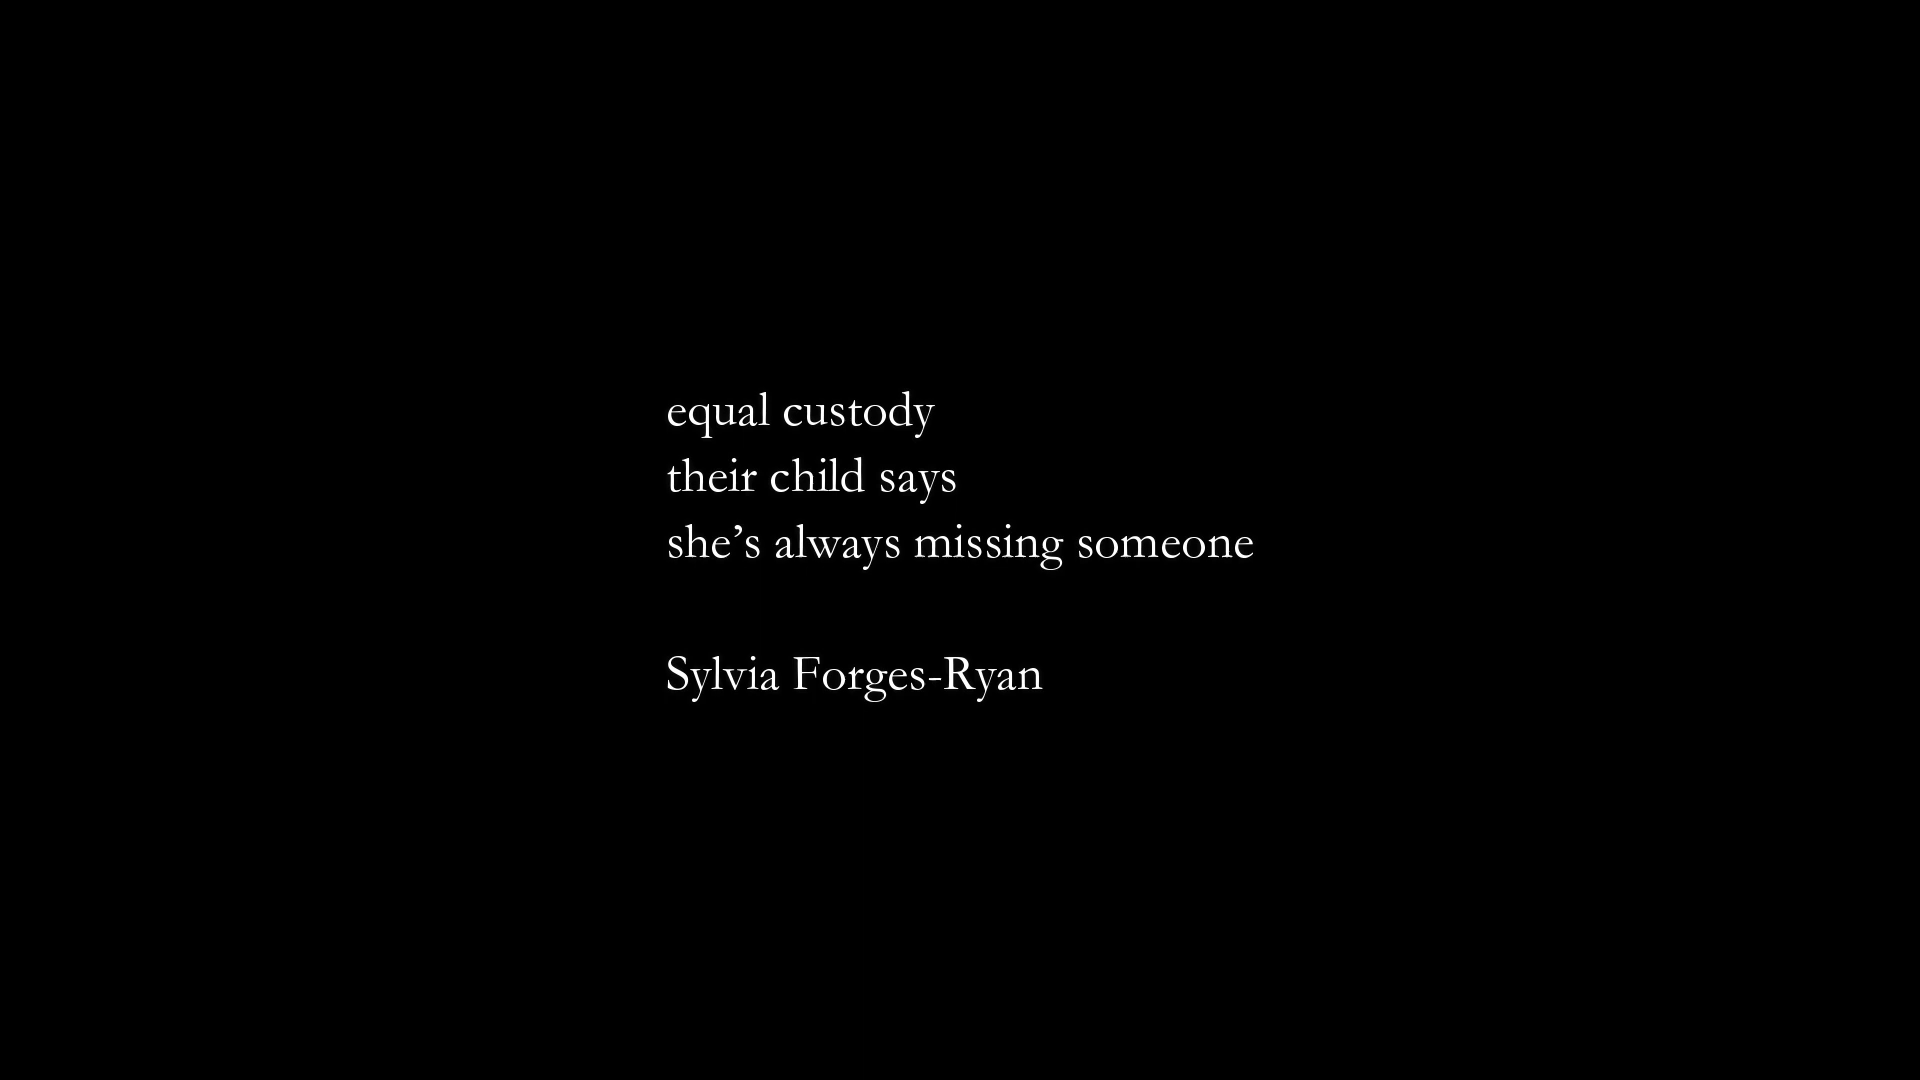 equal custody
their child says
she’s always missing someone
Sylvia Forges-Ryan